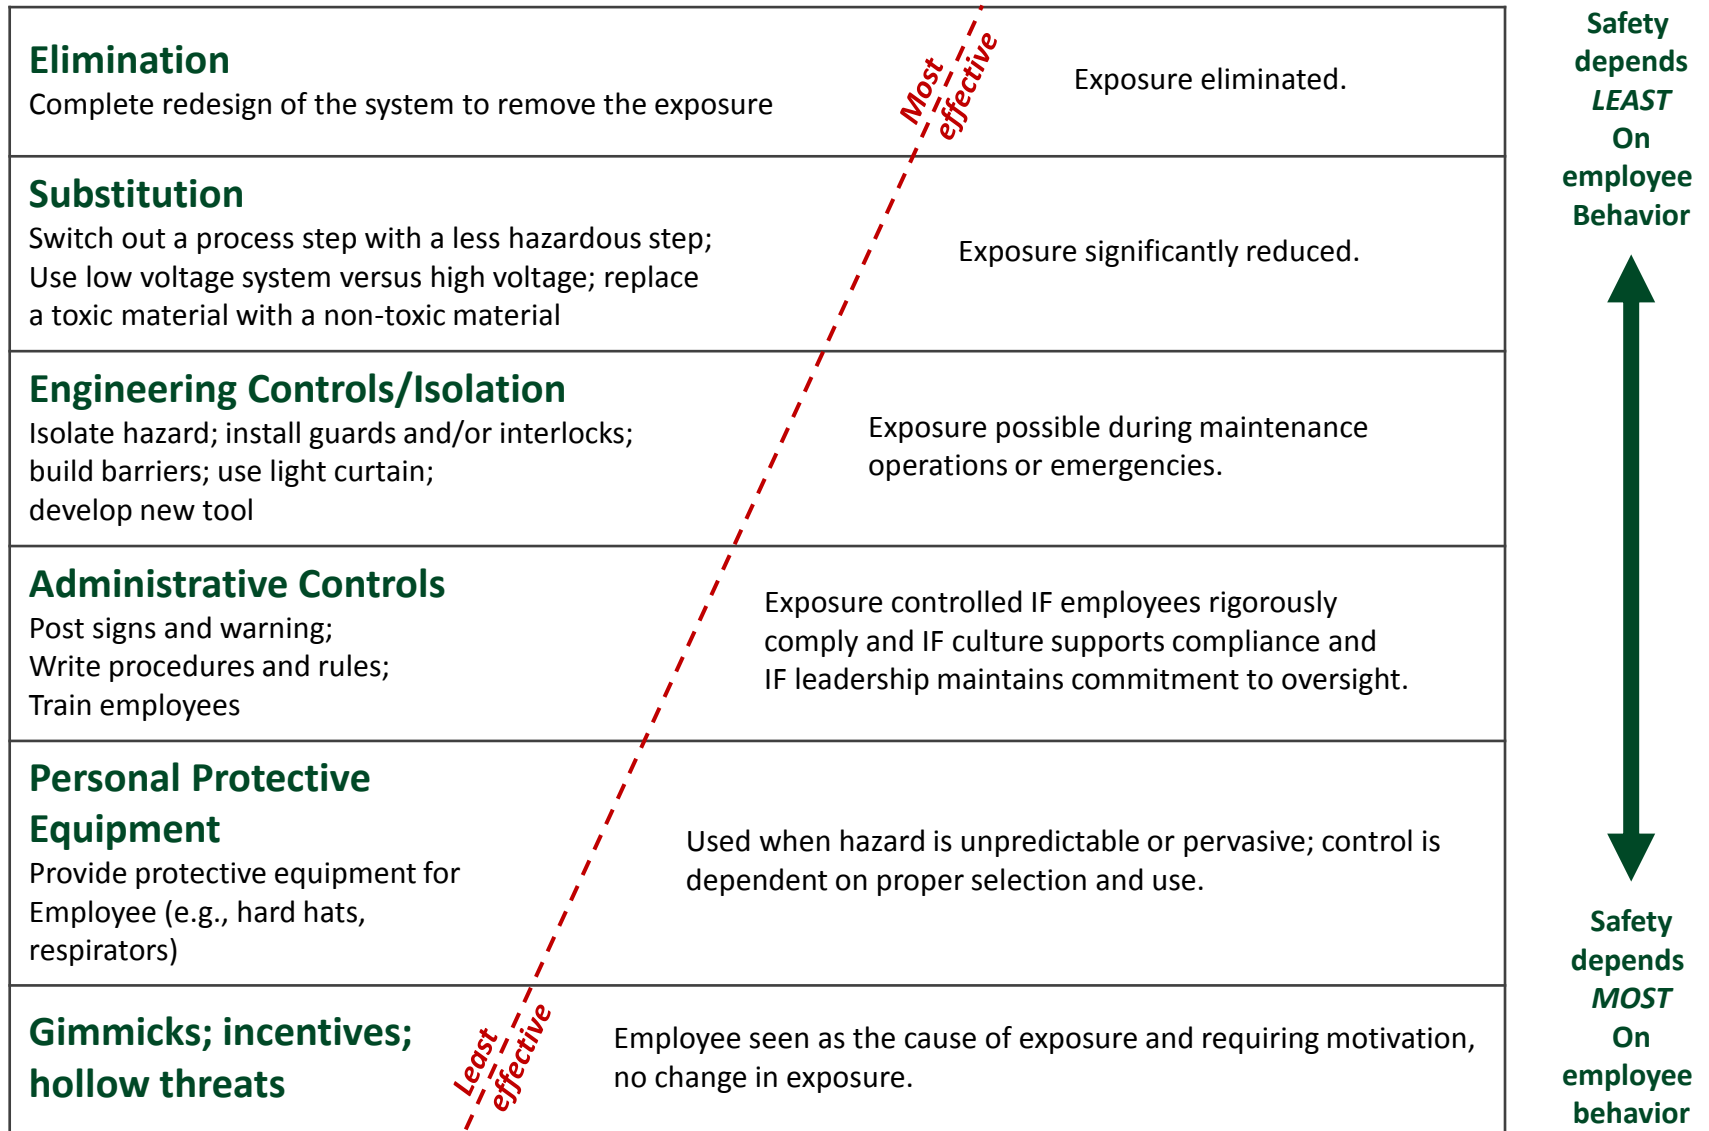 Elimination
Complete redesign of the system to remove the exposure
Most
effective
Exposure eliminated.
Substitution
Switch out a process step with a less hazardous step;
Use low voltage system versus high voltage; replace
a toxic material with a non-toxic material
Exposure significantly reduced.
Engineering Controls/Isolation
Isolate hazard; install guards and/or interlocks;
build barriers; use light curtain;
develop new tool
Exposure possible during maintenance
operations or emergencies.
Administrative Controls
Post signs and warning;
Write procedures and rules;
Train employees
Exposure controlled IF employees rigorously
comply and IF culture supports compliance and
IF leadership maintains commitment to oversight.
Personal Protective
Equipment
Provide protective equipment for
Employee (e.g., hard hats,
respirators)
Used when hazard is unpredictable or pervasive; control is
dependent on proper selection and use.
Gimmicks; incentives;
hollow threats
Least
effective
Employee seen as the cause of exposure and requiring motivation,
no change in exposure.
Safety
depends
LEAST
On
employee
Behavior
Safety
depends
MOST
On
employee
behavior